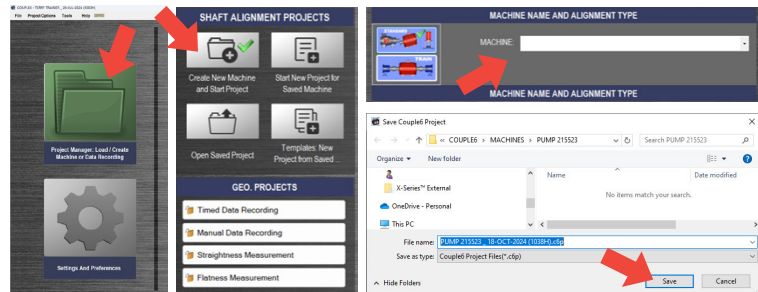 COUPLE6 - TERRY TRAINER _ 26-JUL-2024 (0838H)
File Project Options Tools Help
Project Manager: Load / Create
Machine or Data Recording
Settings And Preferences
SHAFT ALIGNMENT PROJECTS
Create New Machine
and Start Project
Start New Project for
Saved Machine
Open Saved Project
Templates: New
Project from Saved ...
GEO. PROJECTS
Timed Data Recording
Manual Data Recording
Straightness Measurement
Flatness Measurement
MACHINE NAME AND ALIGNMENT TYPE
STANDARD
MACHINE:
TRAIN
MACHINE NAME AND ALIGNMENT TYPE
Save Couple6 Project
« COUPLE6 › MACHINES › PUMP 215523
Search PUMP 215523
Organize New folder
X-Series™ External
OneDrive - Personal
This PC
Name Date modified
No items match your search.
File name: PUMP 215523 _ 18-OCT-2024 (1038H).c6p
Save as type: Couple6 Project Files(*.c6p)
Hide Folders
Save Cancel